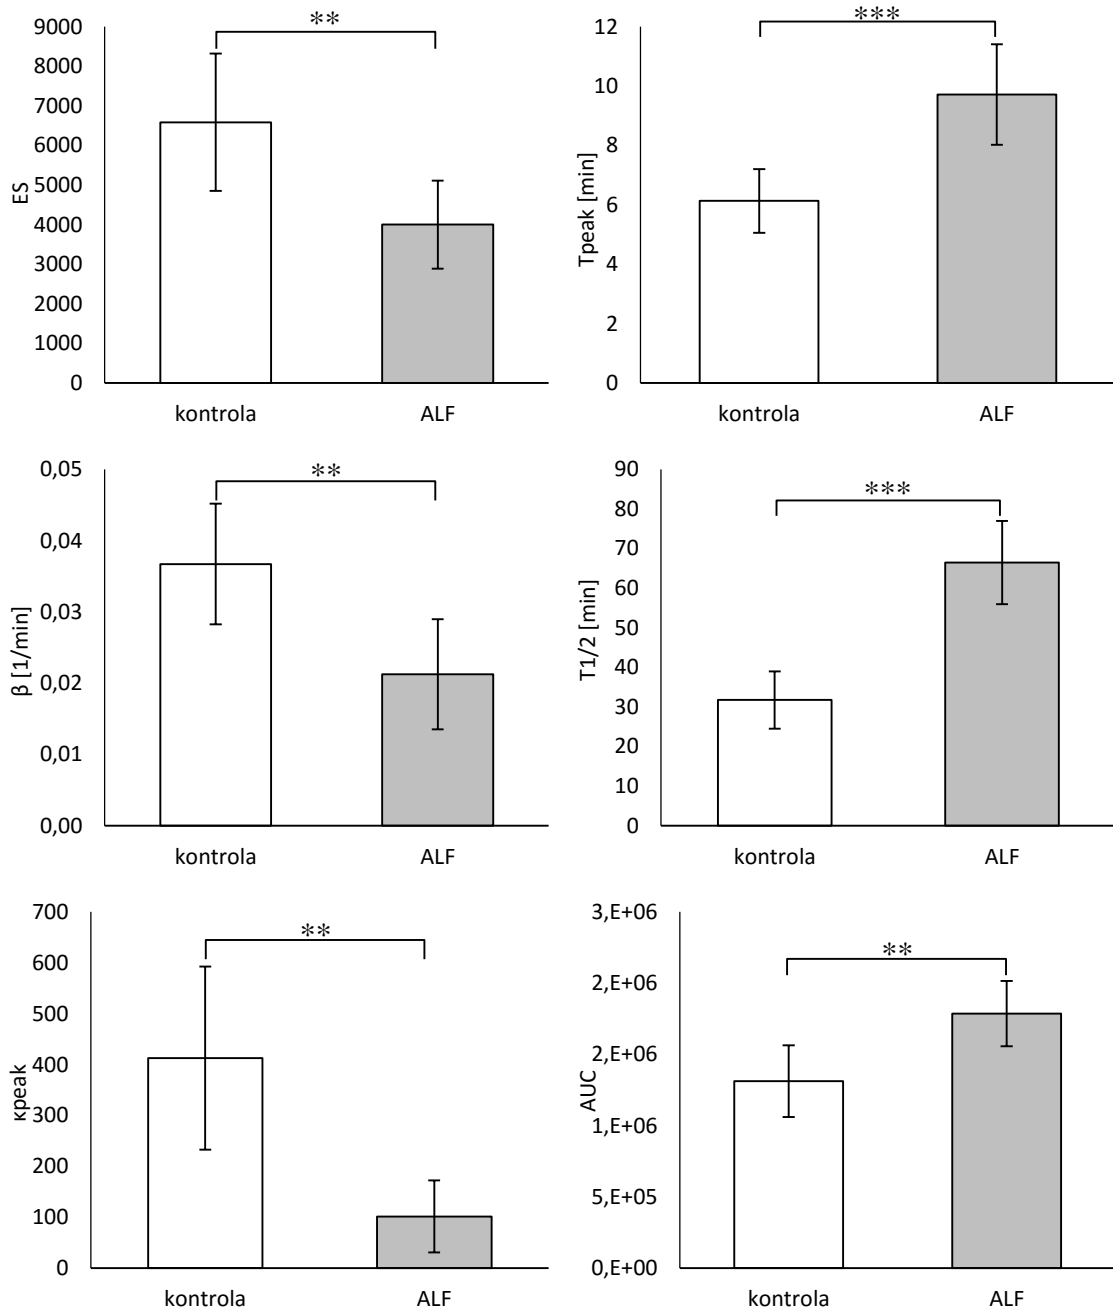 ES
9000
8000
7000
6000
5000
4000
3000
2000
1000
0
**
kontrola ALF
Tpeak [min]
12
10
8
6
4
2
0
***
kontrola ALF
β [1/min]
0,05
0,04
0,03
0,02
0,01
0,00
**
kontrola ALF
T1/2 [min]
90
80
70
60
50
40
30
20
10
0
***
kontrola ALF
κpeak
700
600
500
400
300
200
100
0
**
kontrola ALF
AUC
3,E+06
2,E+06
2,E+06
1,E+06
5,E+05
0,E+00
**
kontrola ALF